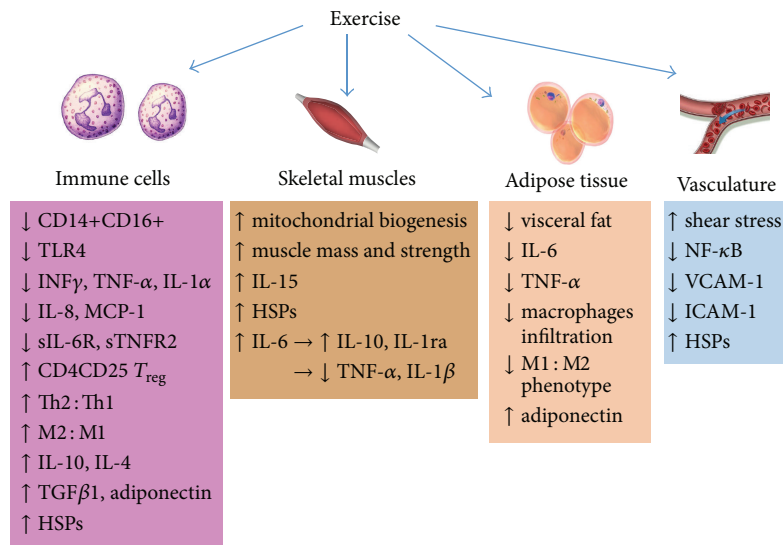 Exercise
Immune cells
↓ CD14+CD16+
↓ TLR4
↓ INFγ, TNF-α, IL-1α
↓ IL-8, MCP-1
↓ sIL-6R, sTNFR2
↑ CD4CD25 Treg
↑ Th2 : Th1
↑ M2 : M1
↑ IL-10, IL-4
↑ TGFβ1, adiponectin
↑ HSPs
Skeletal muscles
↑ mitochondrial biogenesis
↑ muscle mass and strength
↑ IL-15
↑ HSPs
↑ IL-6 → ↑ IL-10, IL-1ra
→ ↓ TNF-α, IL-1β
Adipose tissue
↓ visceral fat
↓ IL-6
↓ TNF-α
↓ macrophages
infiltration
↓ M1 : M2
phenotype
↑ adiponectin
Vasculature
↑ shear stress
↓ NF-κB
↓ VCAM-1
↓ ICAM-1
↑ HSPs